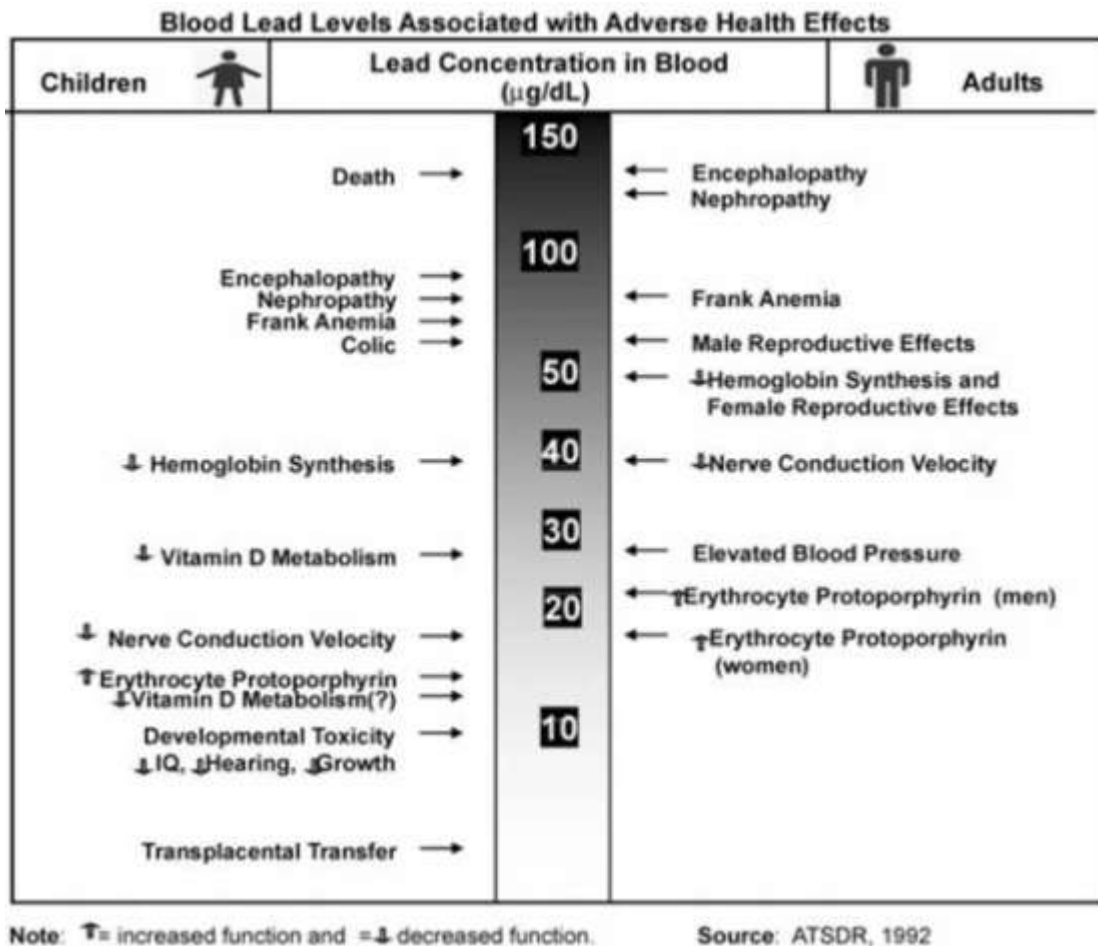 Blood Lead Levels Associated with Adverse Health Effects
Children
Lead Concentration in Blood
(µg/dL)
Adults
150
Death →
← Encephalopathy
← Nephropathy
100
Encephalopathy →
Nephropathy →
← Frank Anemia
Frank Anemia →
Colic →
← Male Reproductive Effects
50
← ⇩Hemoglobin Synthesis and
Female Reproductive Effects
40
⇩ Hemoglobin Synthesis →
← ⇩Nerve Conduction Velocity
30
⇩ Vitamin D Metabolism →
← Elevated Blood Pressure
20
← ⇧Erythrocyte Protoporphyrin (men)
⇩ Nerve Conduction Velocity →
← ⇧Erythrocyte Protoporphyrin
(women)
⇧Erythrocyte Protoporphyrin →
⇩Vitamin D Metabolism(?) →
10
Developmental Toxicity →
⇩IQ, ⇩Hearing, ⇩Growth
Transplacental Transfer →
Note: ⇧= increased function and =⇩ decreased function.
Source: ATSDR, 1992